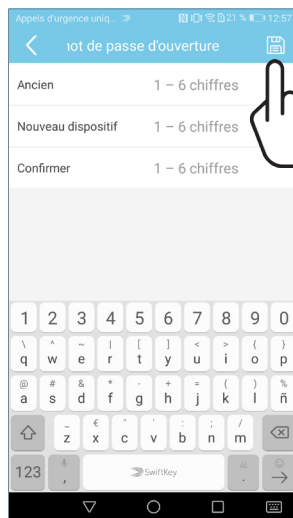 Appels d'urgence uniq... 21 % 12:57
not de passe d'ouverture
Ancien 1 – 6 chiffres
Nouveau dispositif 1 – 6 chiffres
Confirmer 1 – 6 chiffres
1 2 3 4 5 6 7 8 9 0
\ ^ ~ | [ ] < > { }
q w e r t y u i o p
@ # & * - + = ( ) %
a s d f g h j k l ñ
_ € " ' : ; /
z x c v b n m
123 , SwiftKey .